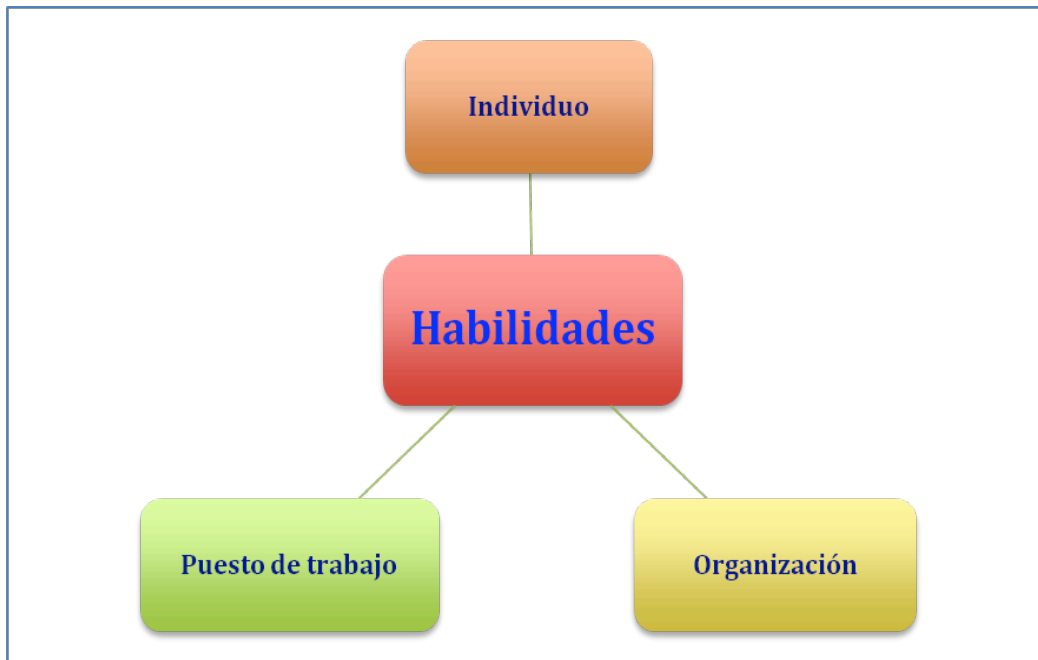 Individuo
Habilidades
Puesto de trabajo
Organización